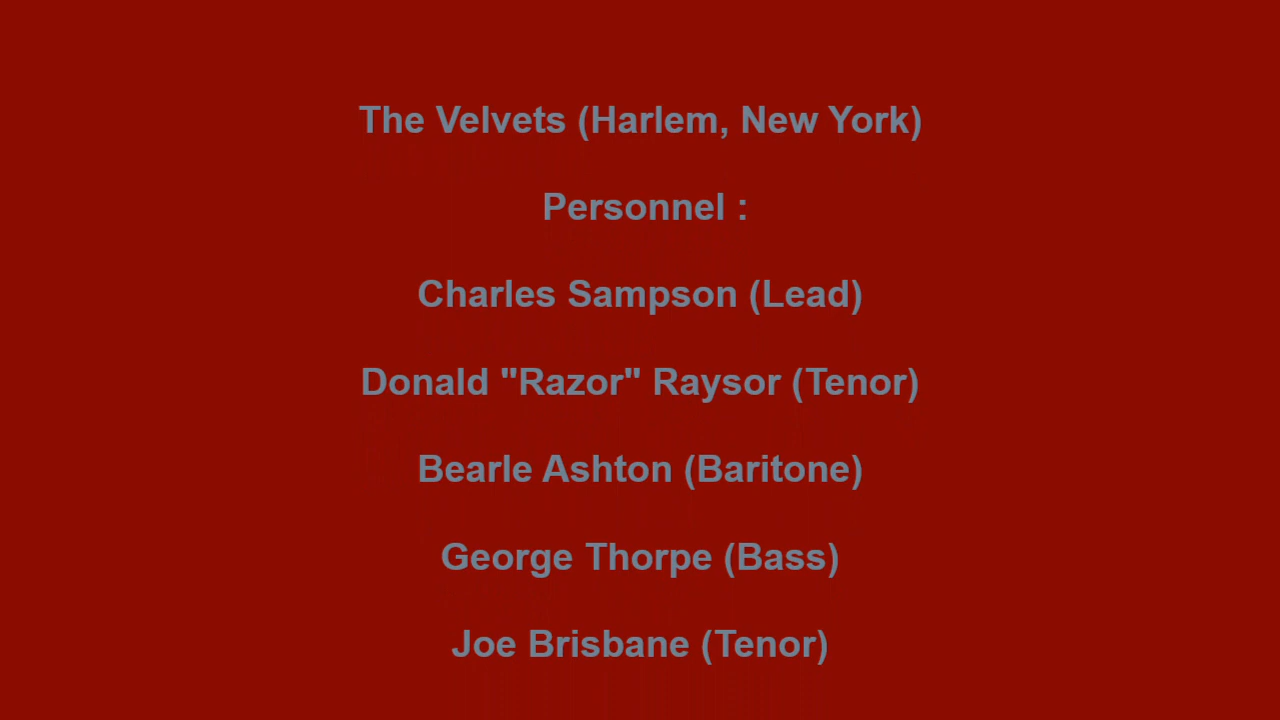 The Velvets (Harlem, New York)
Personnel :
Charles Sampson (Lead)
Donald "Razor" Raysor (Tenor)
Bearle Ashton (Baritone)
George Thorpe (Bass)
Joe Brisbane (Tenor)